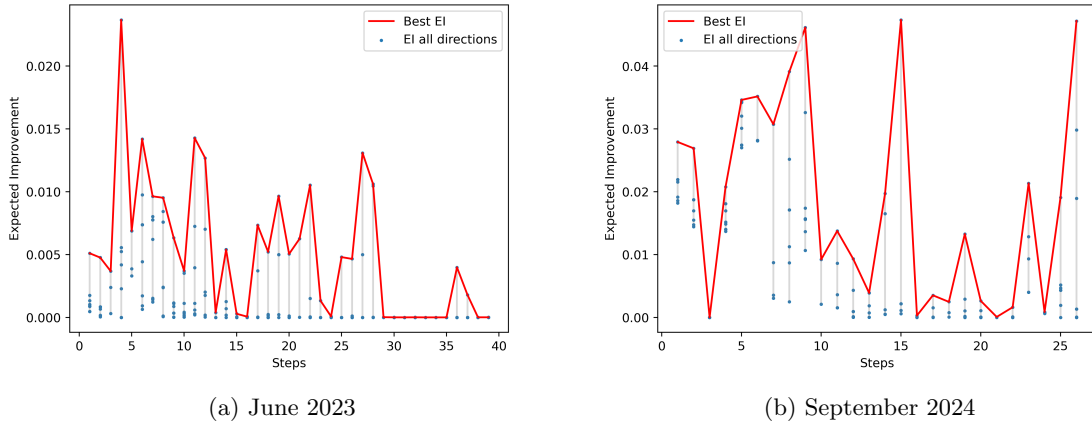 Best EI
EI all directions
Expected Improvement
0.020
0.015
0.010
0.005
0.000
0 5 10 15 20 25 30 35 40
Steps
(a) June 2023
Best EI
EI all directions
Expected Improvement
0.04
0.03
0.02
0.01
0.00
0 5 10 15 20 25
Steps
(b) September 2024